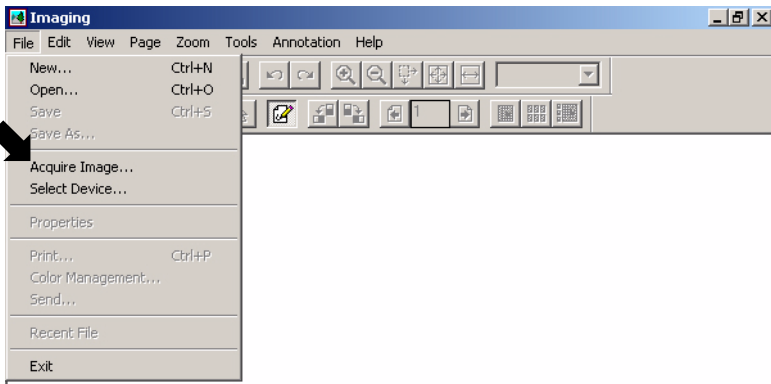 Imaging
File Edit View Page Zoom Tools Annotation Help
New... Ctrl+N
Open... Ctrl+O
Save Ctrl+S
Save As...
Acquire Image...
Select Device...
Properties
Print... Ctrl+P
Color Management...
Send...
Recent File
Exit
1